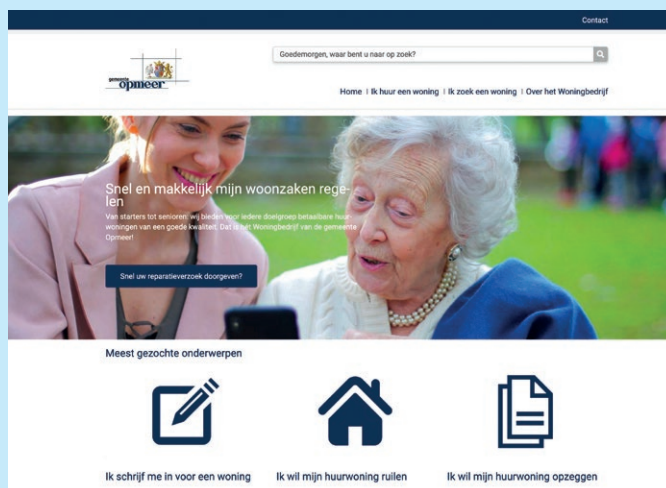 Contact
Goedemorgen, waar bent u naar op zoek?
gemeente
opmeer
Home | Ik huur een woning | Ik zoek een woning | Over het Woningbedrijf
Snel en makkelijk mijn woonzaken rege-
len
Van starters tot senioren: wij bieden voor iedere doelgroep betaalbare huur-
woningen van een goede kwaliteit. Dat is hét Woningbedrijf van de gemeente
Opmeer!
Snel uw reparatieverzoek doorgeven?
Meest gezochte onderwerpen
Ik schrijf me in voor een woning
Ik wil mijn huurwoning ruilen
Ik wil mijn huurwoning opzeggen